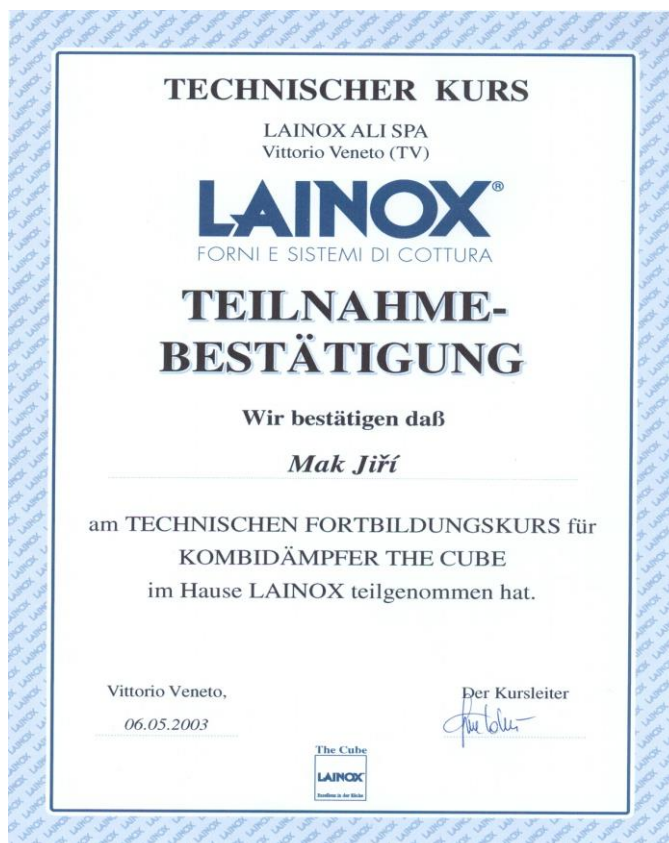 TECHNISCHER KURS
LAINOX ALI SPA
Vittorio Veneto (TV)
LAINOX®
FORNI E SISTEMI DI COTTURA
TEILNAHME-
BESTÄTIGUNG
Wir bestätigen daß
Mak Jiří
am TECHNISCHEN FORTBILDUNGSKURS für
KOMBIDÄMPFER THE CUBE
im Hause LAINOX teilgenommen hat.
Vittorio Veneto,
Der Kursleiter
06.05.2003
The Cube
LAINOX